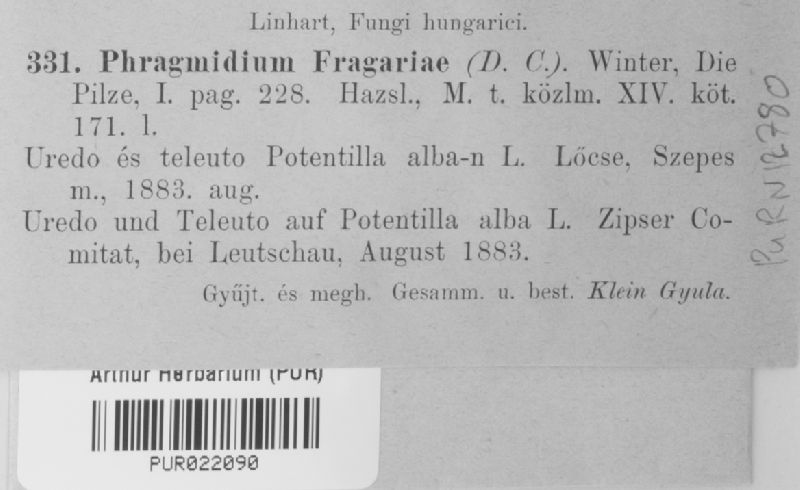 Linhart, Fungi hungarici.
331. Phragmidium Fragariae (D. C.). Winter, Die
Pilze, I. pag. 228. Hazsl., M. t. közlm. XIV. köt.
171. l.
Uredo és teleuto Potentilla alba-n L. Lőcse, Szepes
m., 1883. aug.
Uredo und Teleuto auf Potentilla alba L. Zipser Co-
mitat, bei Leutschau, August 1883.
Gyűjt. és megh. Gesamm. u. best. Klein Gyula.
PURN12780
Arthur Herbarium (PUR)
PUR022090